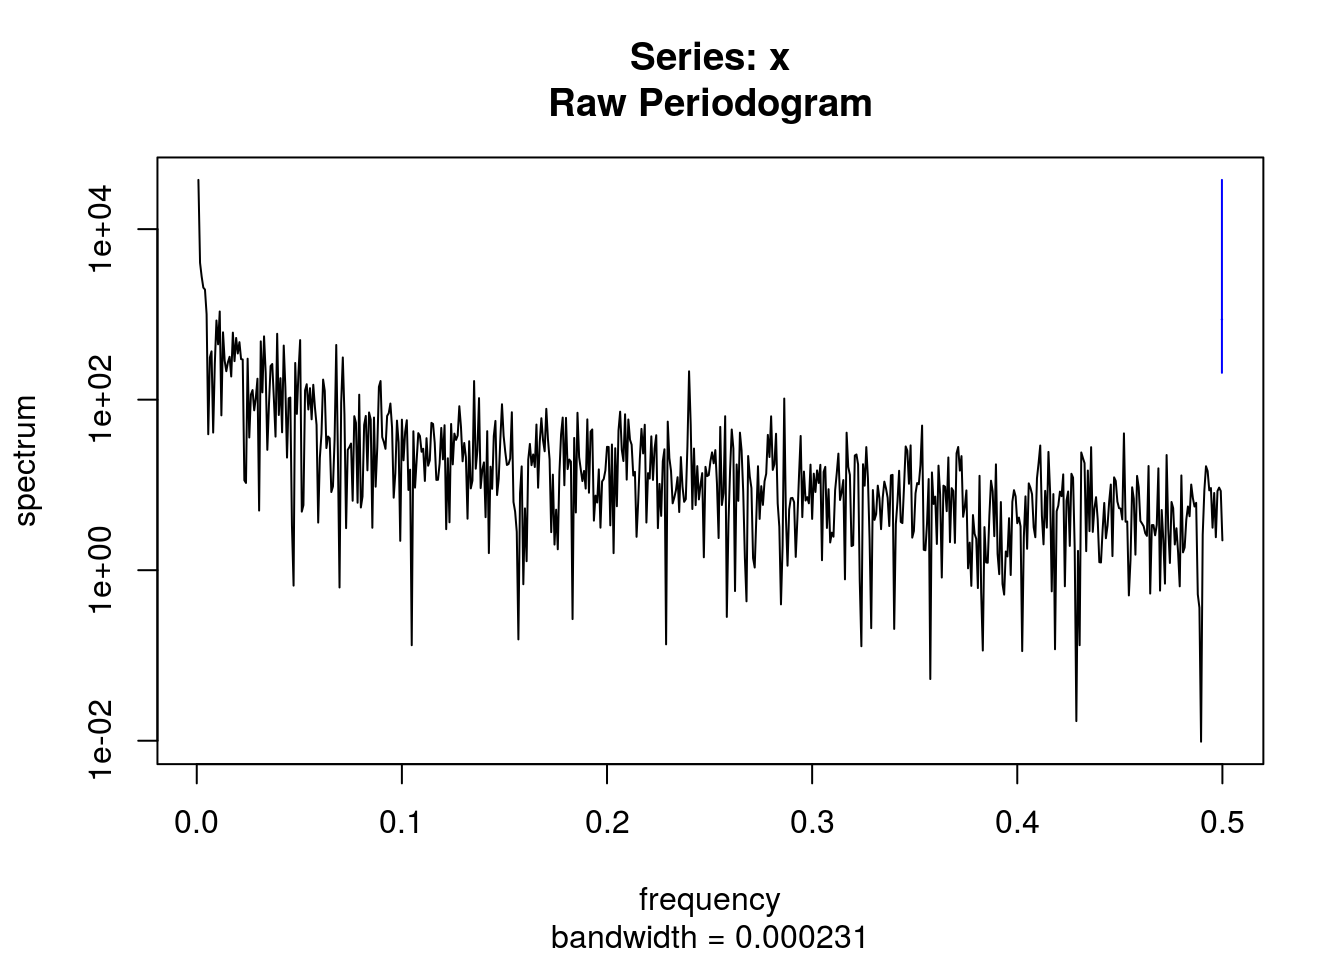 Series: x
Raw Periodogram
spectrum
1e+04
1e+02
1e+00
1e-02
0.0 0.1 0.2 0.3 0.4 0.5
frequency
bandwidth = 0.000231